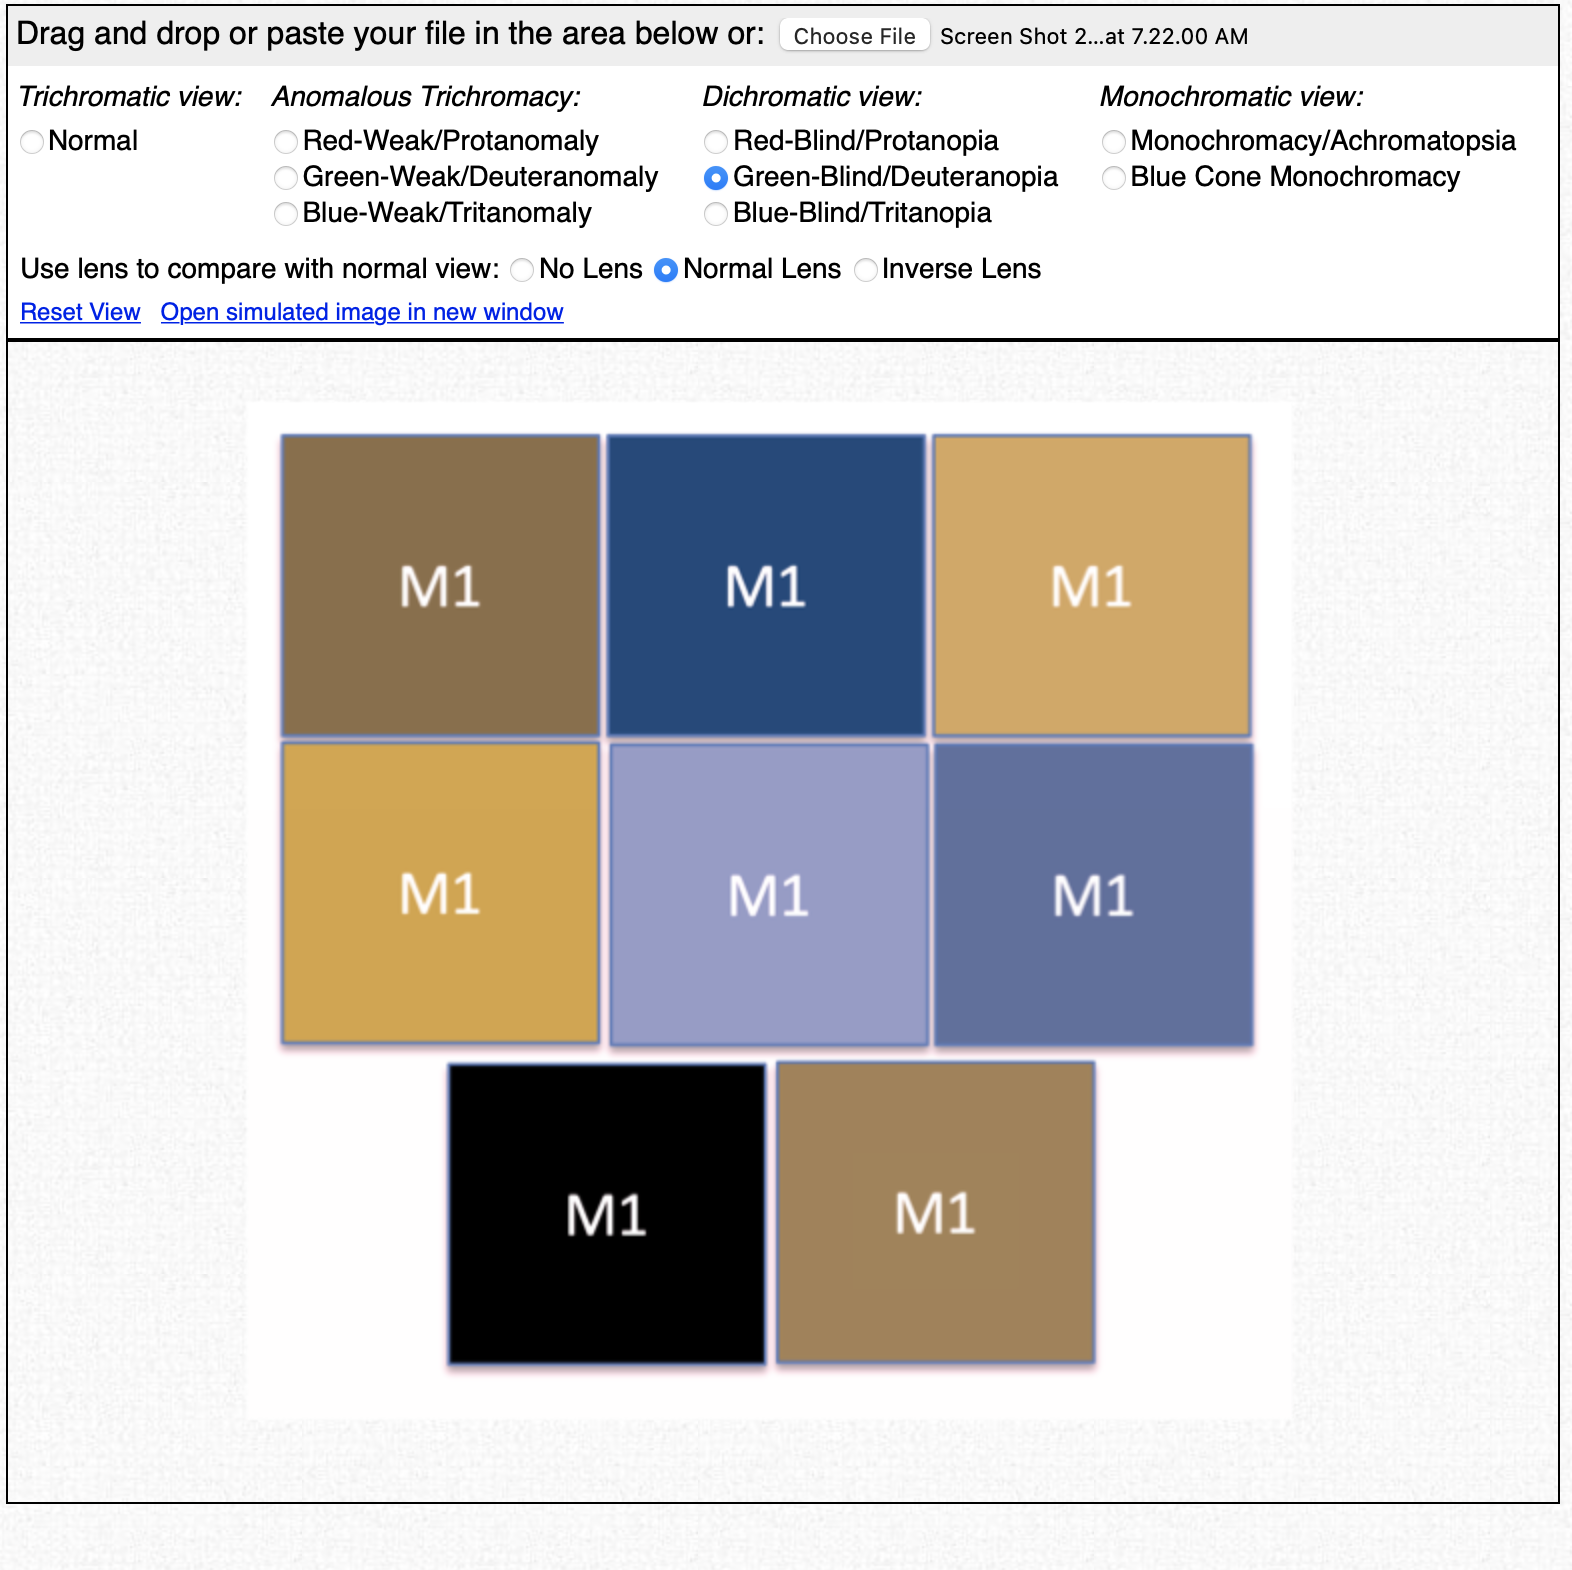 Drag and drop or paste your file in the area below or: Choose File Screen Shot 2...at 7.22.00 AM
Trichromatic view: Anomalous Trichromacy: Dichromatic view: Monochromatic view:
Normal Red-Weak/Protanomaly Red-Blind/Protanopia Monochromacy/Achromatopsia
Green-Weak/Deuteranomaly Green-Blind/Deuteranopia Blue Cone Monochromacy
Blue-Weak/Tritanomaly Blue-Blind/Tritanopia
Use lens to compare with normal view: No Lens Normal Lens Inverse Lens
Reset View Open simulated image in new window
M1 M1 M1
M1 M1 M1
M1 M1